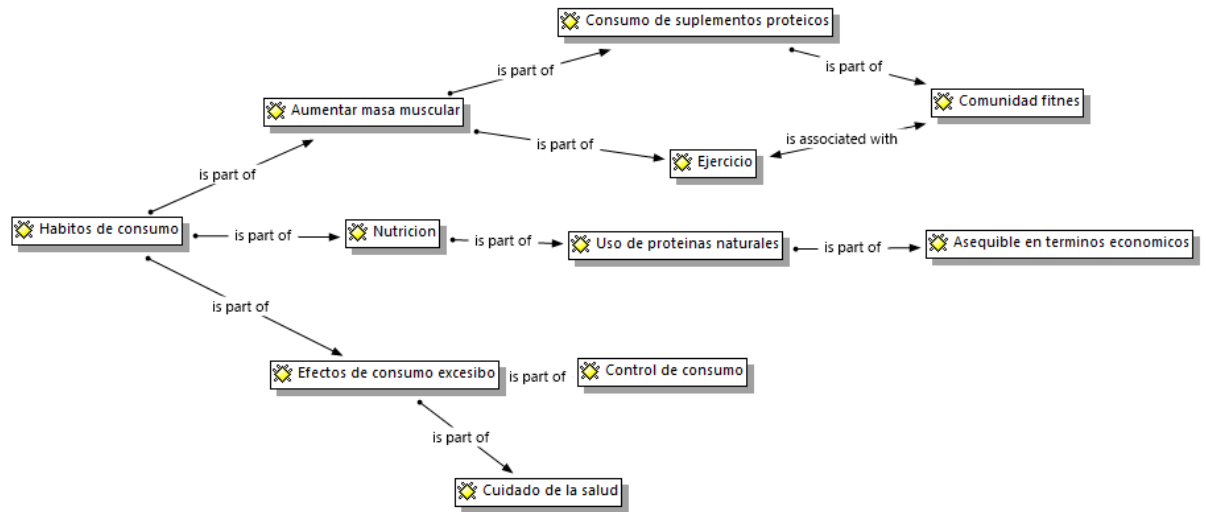 Consumo de suplementos proteicos
is part of
is part of
Aumentar masa muscular
Comunidad fitnes
is part of
is associated with
Ejercicio
is part of
Habitos de consumo
is part of
Nutricion
is part of
Uso de proteinas naturales
is part of
Asequible en terminos economicos
is part of
Efectos de consumo excesibo
is part of
Control de consumo
is part of
Cuidado de la salud